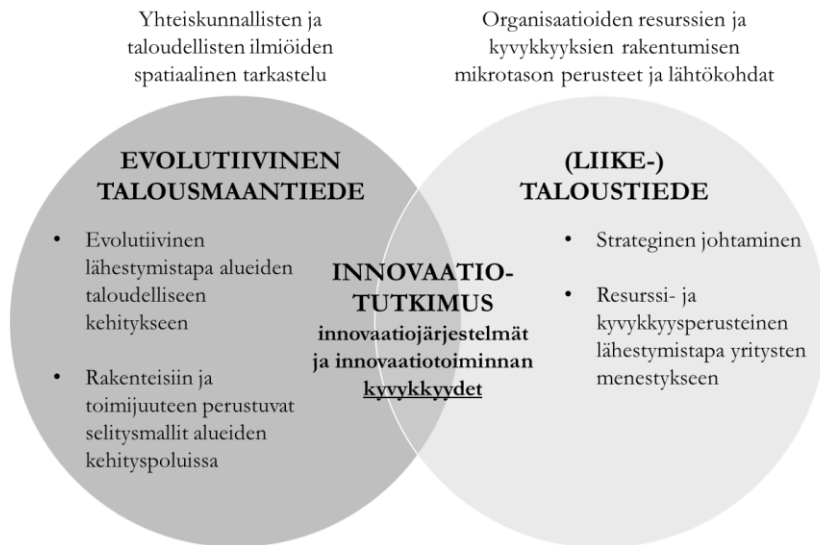 Yhteiskunnallisten ja
taloudellisten ilmiöiden
spatiaalinen tarkastelu
Organisaatioiden resurssien ja
kyvykkyyksien rakentumisen
mikrotason perusteet ja lähtökohdat
EVOLUTIIVINEN
TALOUSMAANTIEDE
• Evolutiivinen
lähestymistapa alueiden
taloudelliseen
kehitykseen
• Rakenteisiin ja
toimijuuteen perustuvat
selitysmallit alueiden
kehityspoluissa
INNOVAATIO-
TUTKIMUS
innovaatiojärjestelmät
ja innovaatiotoiminnan
kyvykkyydet
(LIIKE-)
TALOUSTIEDE
• Strateginen johtaminen
• Resurssi- ja
kyvykkyysperusteinen
lähestymistapa yritysten
menestykseen